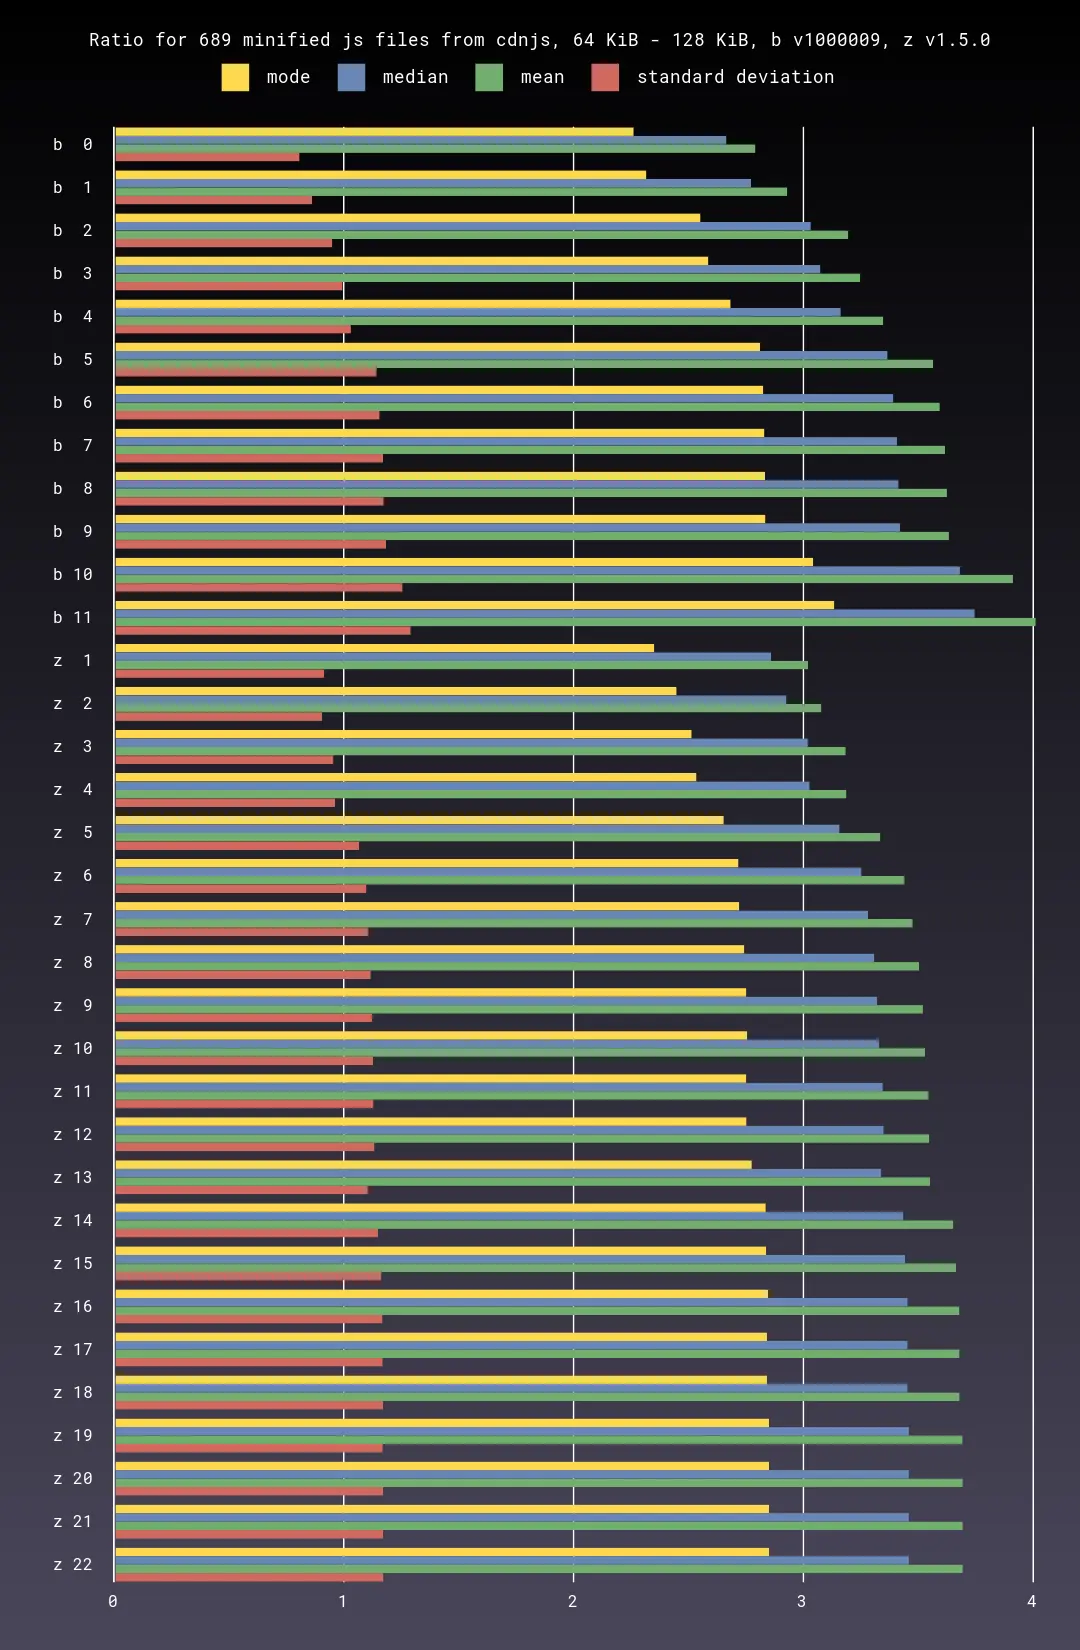 Ratio for 689 minified js files from cdnjs, 64 KiB - 128 KiB, b v1000009, z v1.5.0
mode median mean standard deviation
b 0
b 1
b 2
b 3
b 4
b 5
b 6
b 7
b 8
b 9
b 10
b 11
z 1
z 2
z 3
z 4
z 5
z 6
z 7
z 8
z 9
z 10
z 11
z 12
z 13
z 14
z 15
z 16
z 17
z 18
z 19
z 20
z 21
z 22
0 1 2 3 4